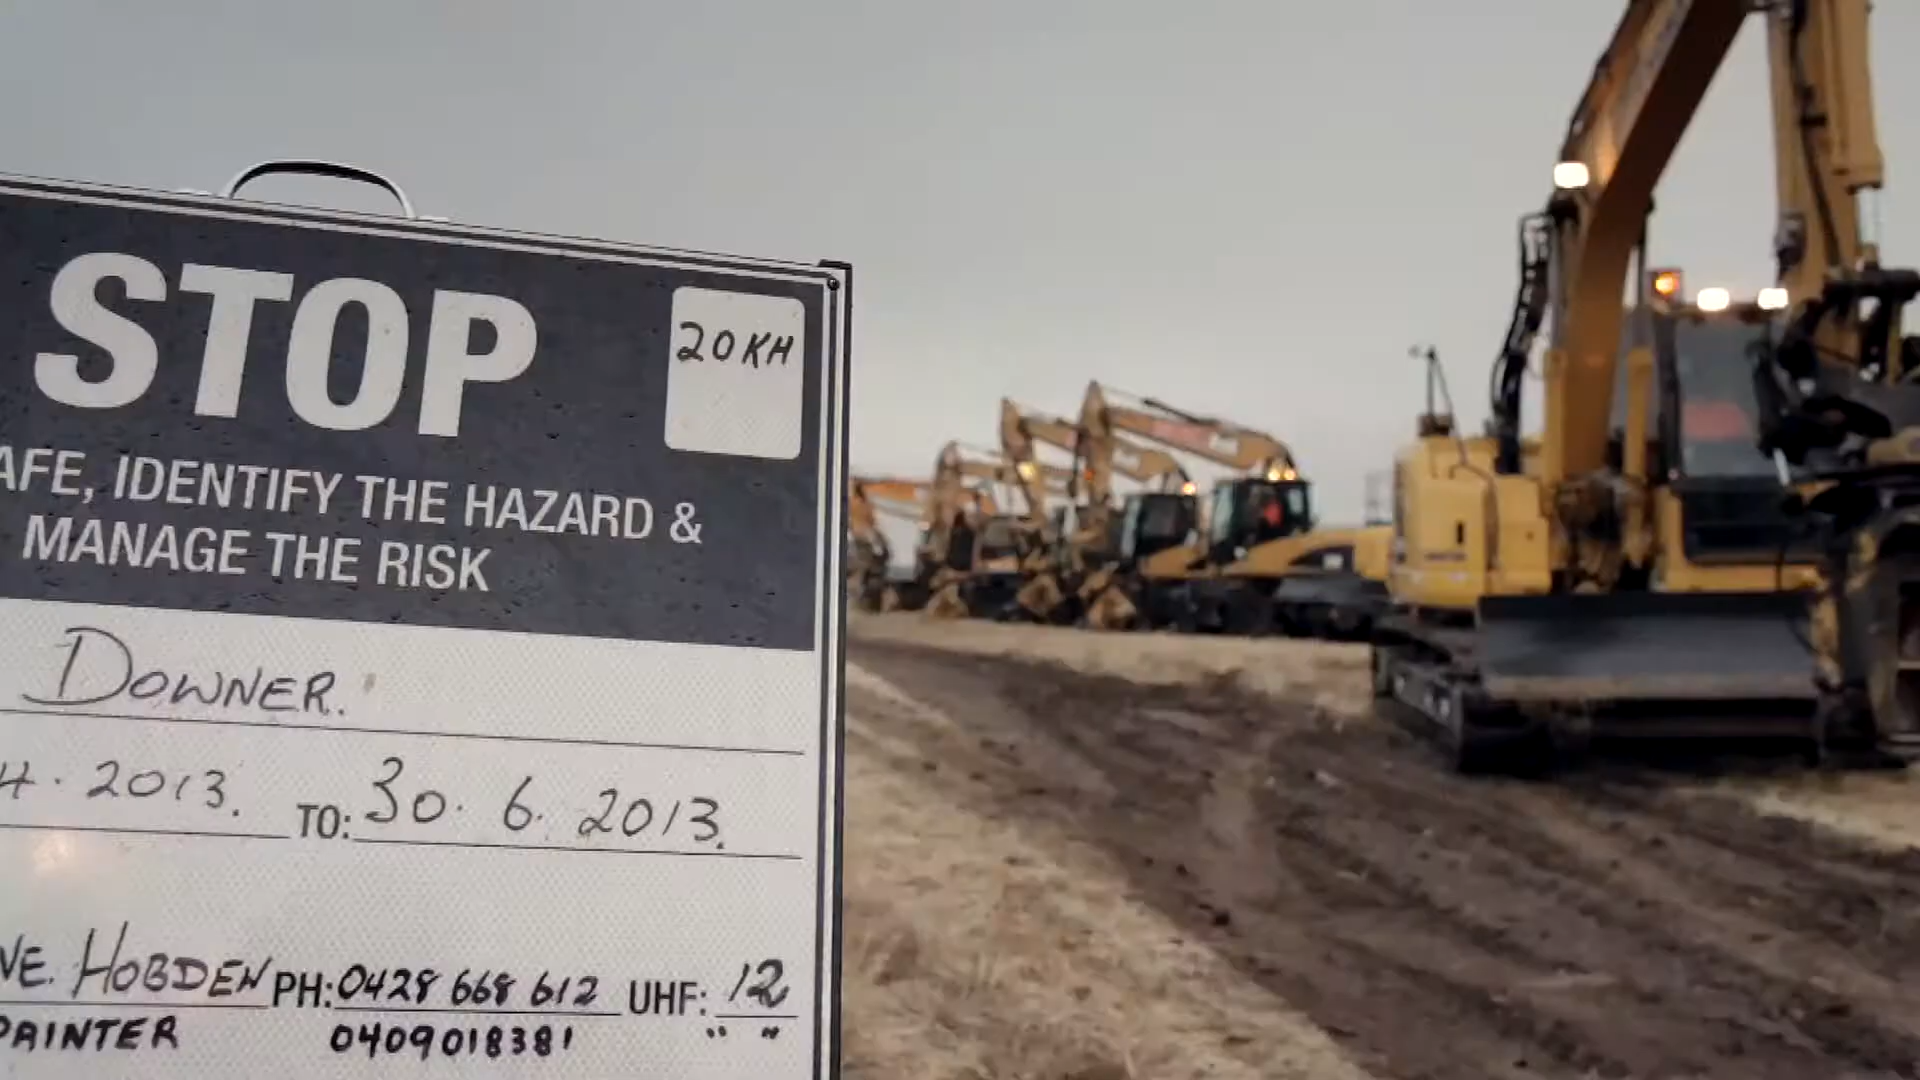 STOP
20KH
AFE, IDENTIFY THE HAZARD &
MANAGE THE RISK
DOWNER.
4. 2013. TO: 30. 6. 2013.
VE. HOBDEN PH: 0428 668 612 UHF: 12
PAINTER 0409018381 " "